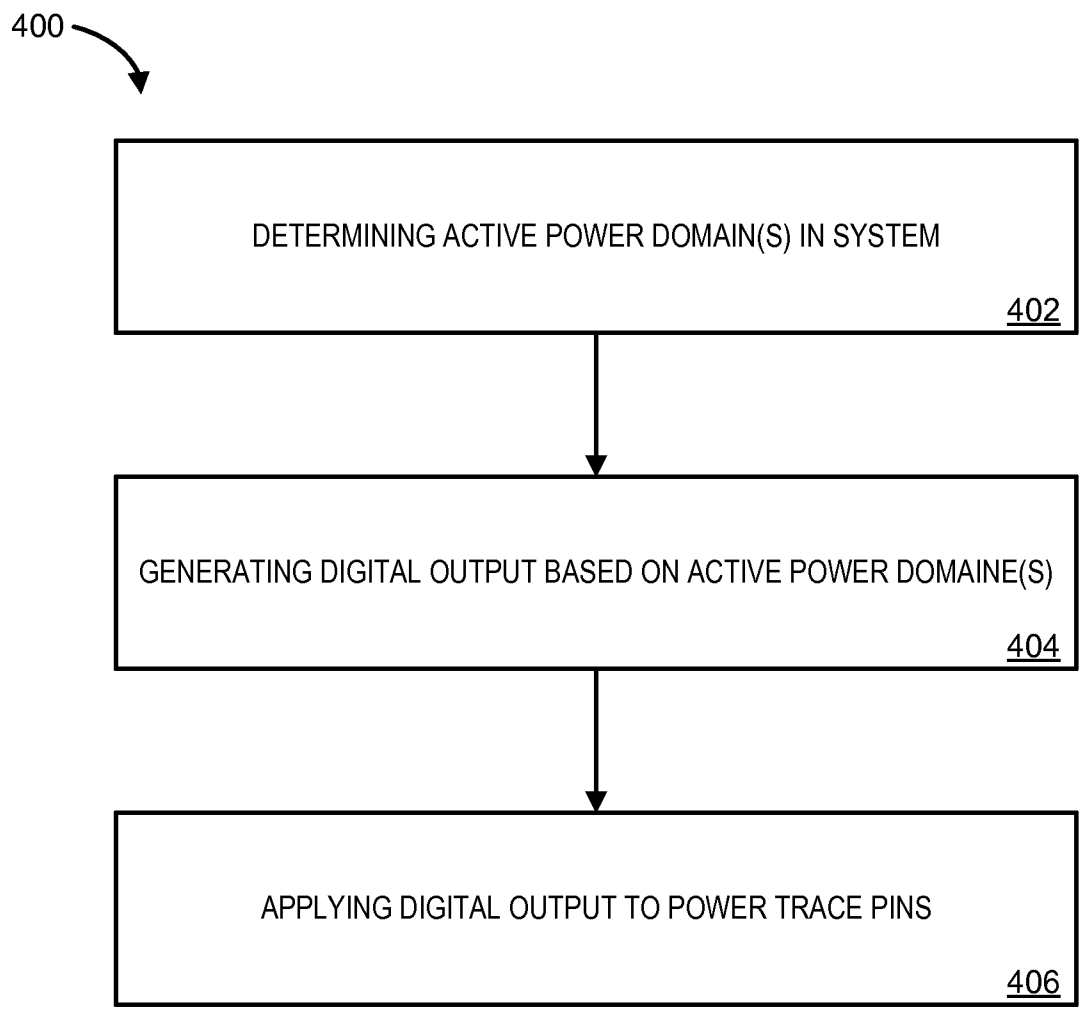 400
DETERMINING ACTIVE POWER DOMAIN(S) IN SYSTEM
402
GENERATING DIGITAL OUTPUT BASED ON ACTIVE POWER DOMAINE(S)
404
APPLYING DIGITAL OUTPUT TO POWER TRACE PINS
406